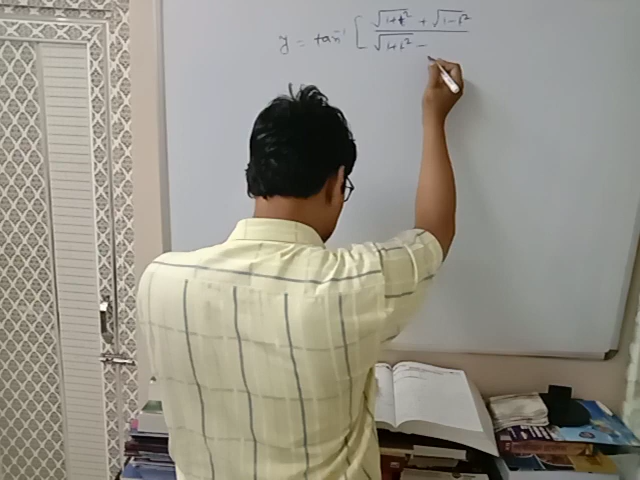 y = tan⁻¹ [ √1+t² + √1-t²
√1+t² -